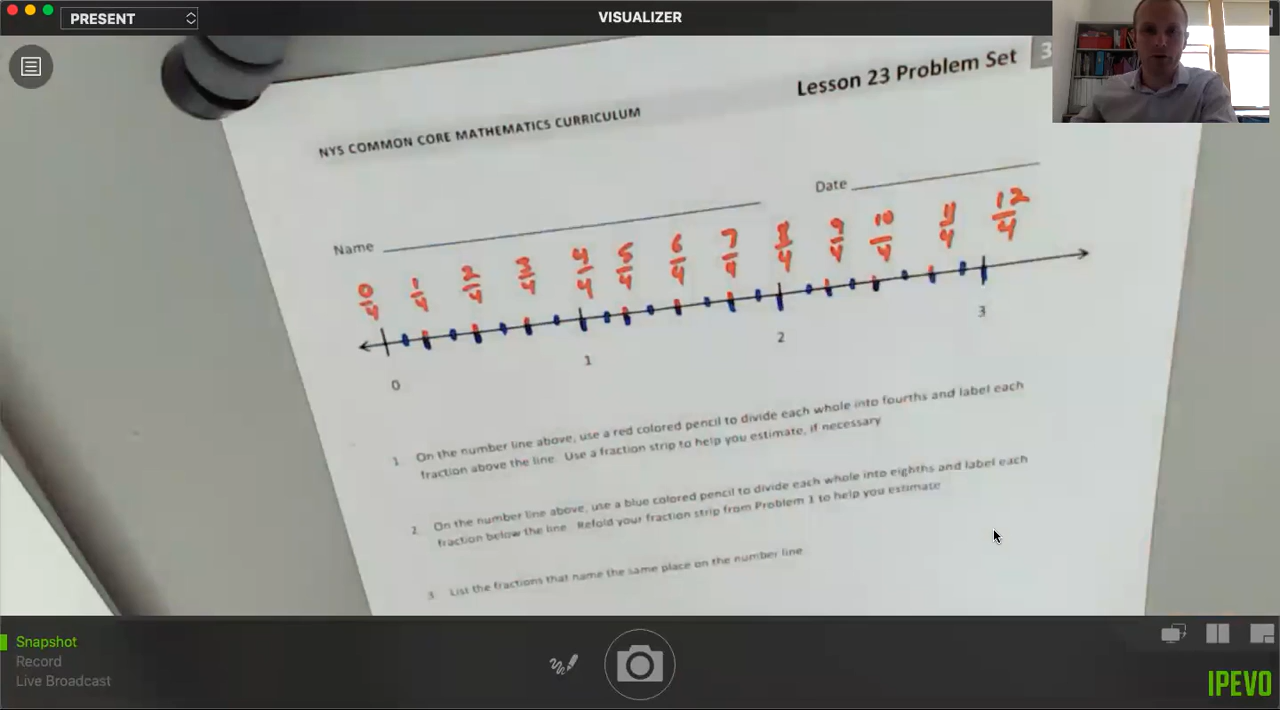 PRESENT
VISUALIZER
Lesson 23 Problem Set
3
NYS COMMON CORE MATHEMATICS CURRICULUM
Name
Date
0/4 1/4 2/4 3/4 4/4 5/4 6/4 7/4 8/4 9/4 10/4 11/4 12/4
0 1 2 3
1 On the number line above, use a red colored pencil to divide each whole into fourths and label each
fraction above the line. Use a fraction strip to help you estimate, if necessary
2 On the number line above, use a blue colored pencil to divide each whole into eighths and label each
fraction below the line. Refold your fraction strip from Problem 1 to help you estimate
3 List the fractions that name the same place on the number line
Snapshot
Record
Live Broadcast
IPEVO